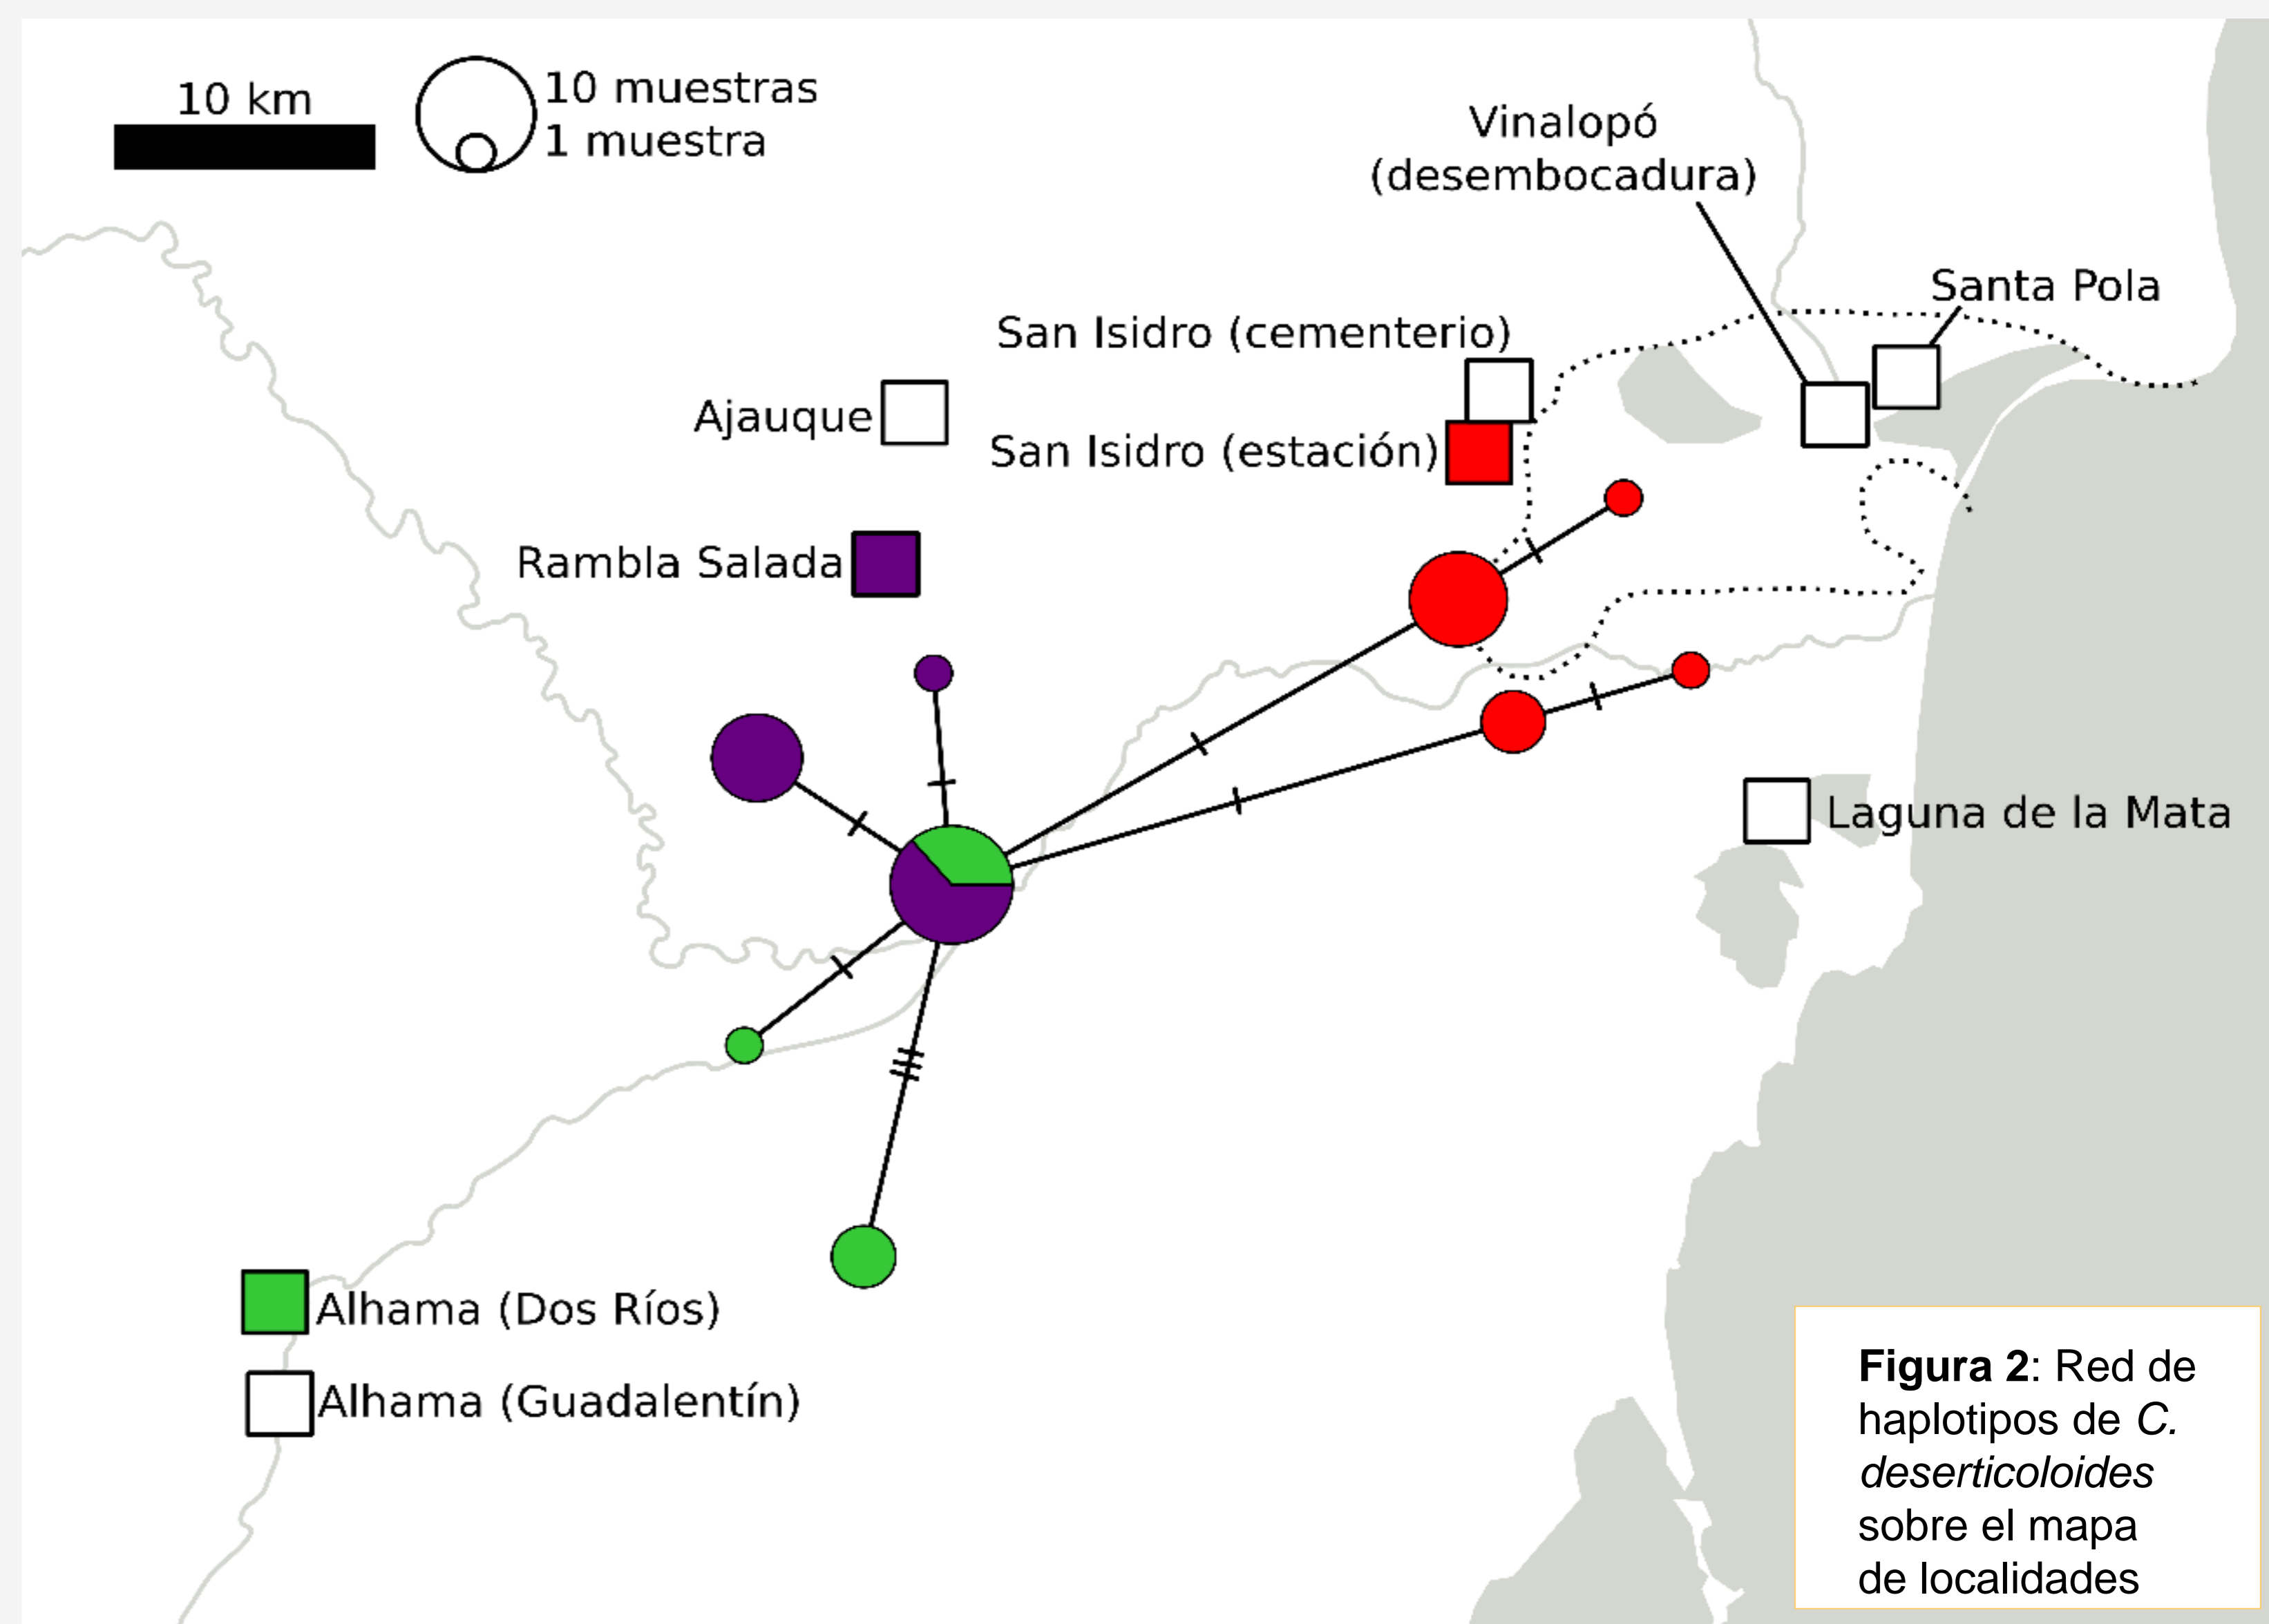 10 km
10 muestras
1 muestra
Vinalopó
(desembocadura)
Santa Pola
San Isidro (cementerio)
Ajauque
San Isidro (estación)
Rambla Salada
Laguna de la Mata
Alhama (Dos Ríos)
Alhama (Guadalentín)
Figura 2: Red de
haplotipos de C.
deserticoloides
sobre el mapa
de localidades